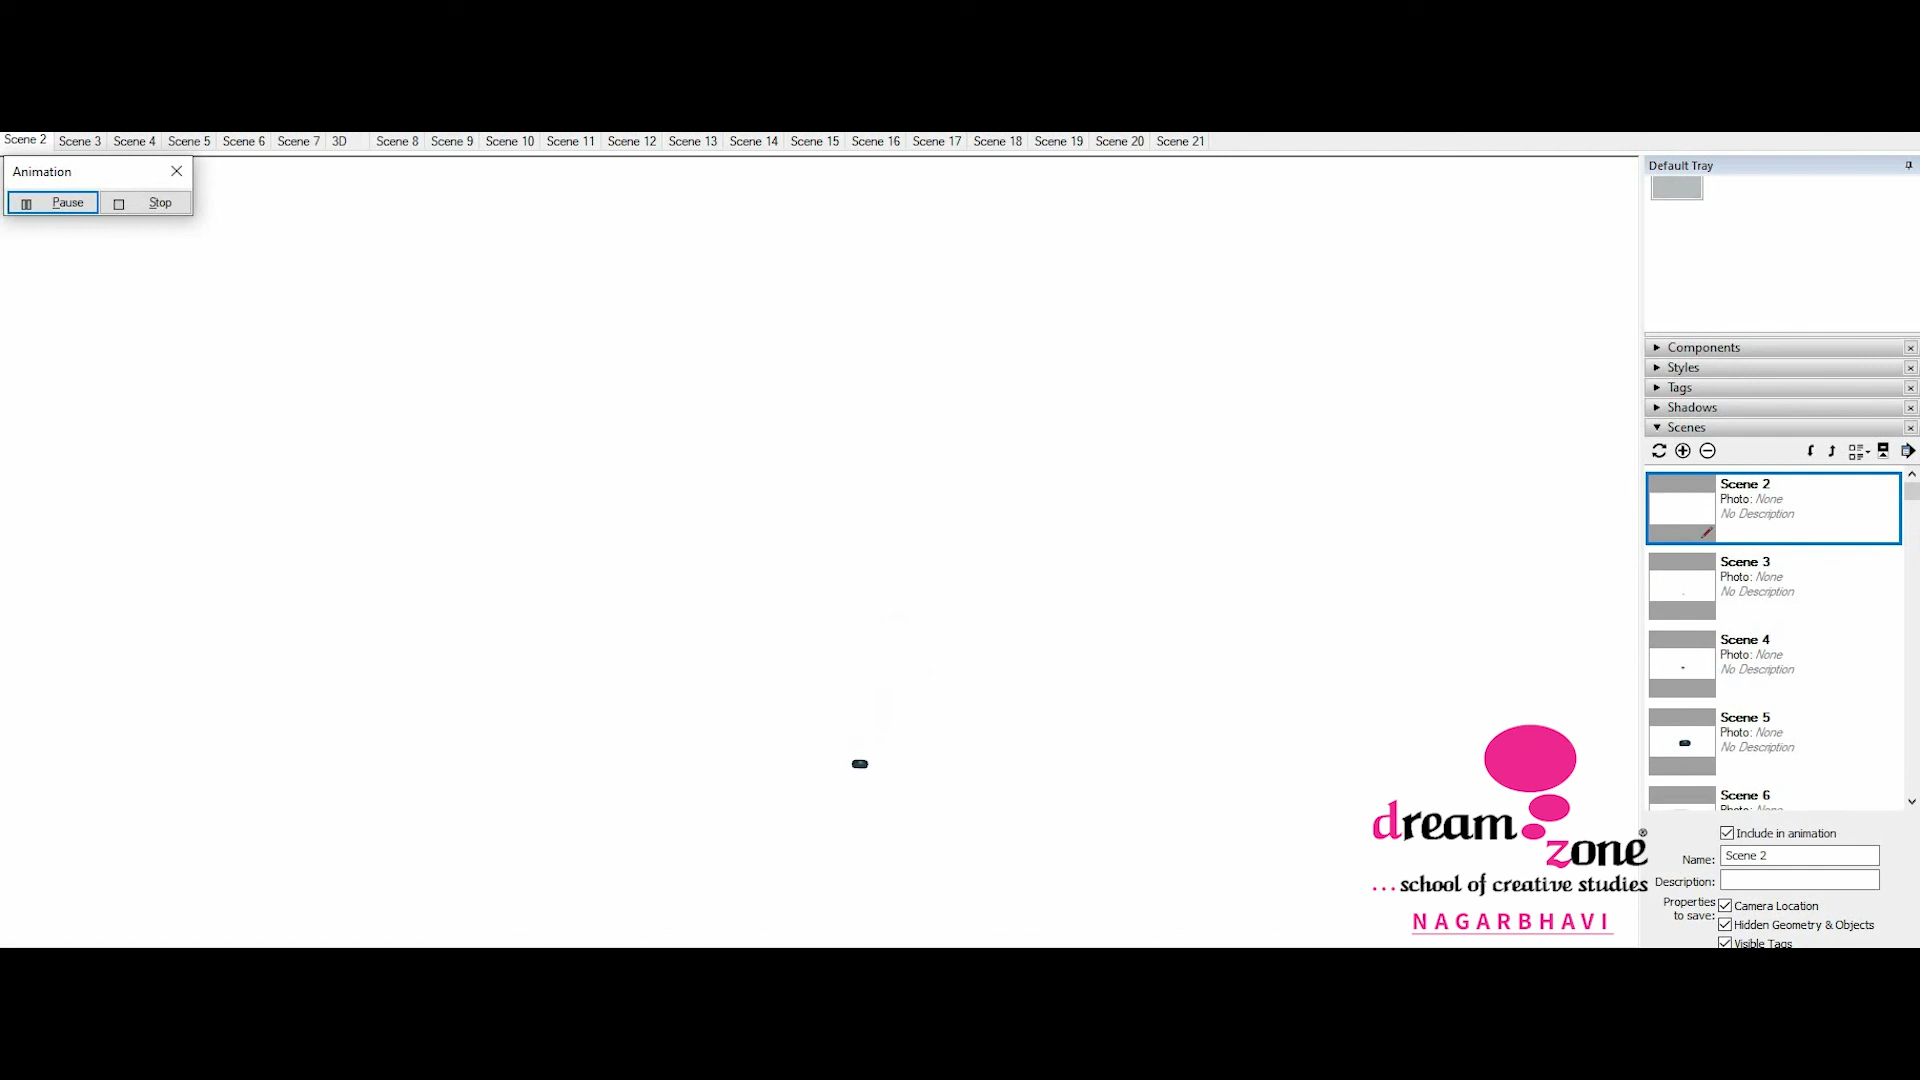 Scene 2 Scene 3 Scene 4 Scene 5 Scene 6 Scene 7 3D Scene 8 Scene 9 Scene 10 Scene 11 Scene 12 Scene 13 Scene 14 Scene 15 Scene 16 Scene 17 Scene 18 Scene 19 Scene 20 Scene 21
Animation
Pause Stop
Default Tray
Components
Styles
Tags
Shadows
Scenes
Scene 2
Photo: None
No Description
Scene 3
Photo: None
No Description
Scene 4
Photo: None
No Description
Scene 5
Photo: None
No Description
Scene 6
Photo: None
Include in animation
Name: Scene 2
Description:
Properties to save:
Camera Location
Hidden Geometry & Objects
Visible Tags
dream
zone®
...school of creative studies
NAGARBHAVI